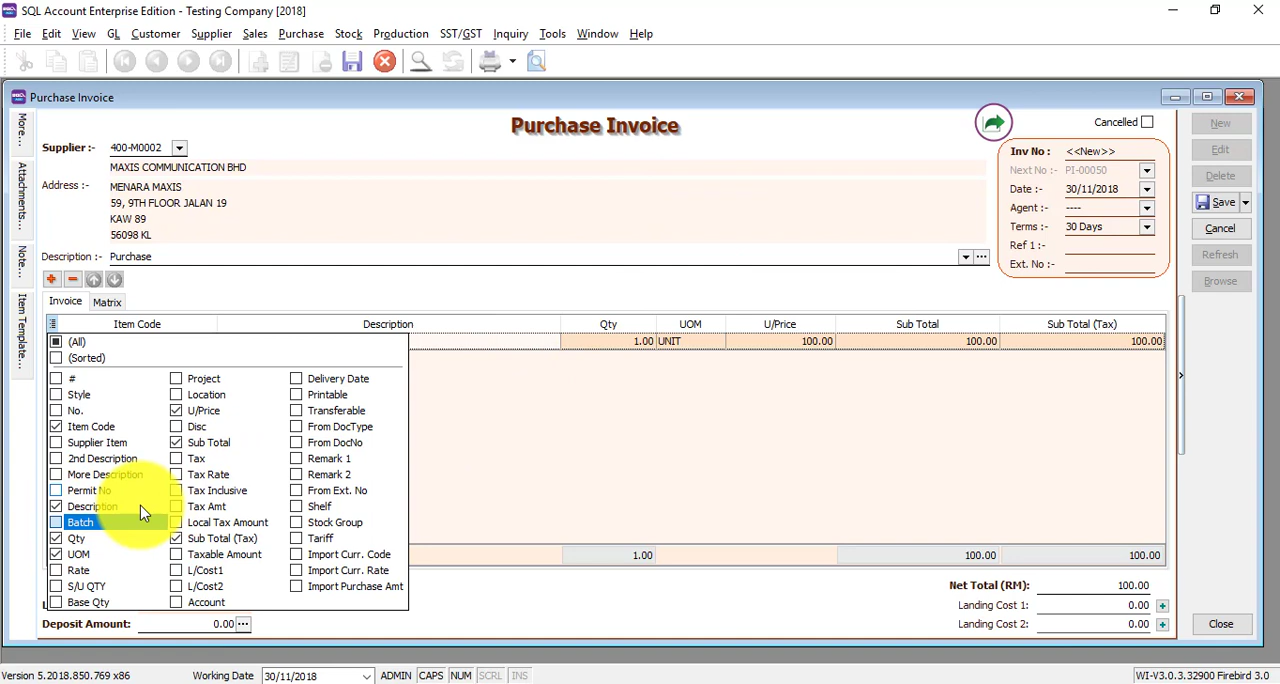 SQL Account Enterprise Edition - Testing Company [2018]
File Edit View GL Customer Supplier Sales Purchase Stock Production SST/GST Inquiry Tools Window Help
Purchase Invoice
More...
Attachments...
Note...
Item Template...
Purchase Invoice
Cancelled
Supplier :- 400-M0002
MAXIS COMMUNICATION BHD
Address :- MENARA MAXIS
59, 9TH FLOOR JALAN 19
KAW 89
56098 KL
Description :- Purchase
Inv No : <<New>>
Next No :- PI-00050
Date :- 30/11/2018
Agent :- ----
Terms :- 30 Days
Ref 1 :-
Ext. No :-
New
Edit
Delete
Save
Cancel
Refresh
Browse
Invoice Matrix
Item Code Description Qty UOM U/Price Sub Total Sub Total (Tax)
1.00 UNIT 100.00 100.00 100.00
(All)
(Sorted)
# Project Delivery Date
Style Location Printable
No. U/Price Transferable
Item Code Disc From DocType
Supplier Item Sub Total From DocNo
2nd Description Tax Remark 1
More Description Tax Rate Remark 2
Permit No Tax Inclusive From Ext. No
Description Tax Amt Shelf
Batch Local Tax Amount Stock Group
Qty Sub Total (Tax) Tariff
UOM Taxable Amount Import Curr. Code
Rate L/Cost1 Import Curr. Rate
S/U QTY L/Cost2 Import Purchase Amt
Base Qty Account
1.00 100.00 100.00
Net Total (RM): 100.00
Landing Cost 1: 0.00
Deposit Amount: 0.00
Landing Cost 2: 0.00
Close
Version 5.2018.850.769 x86 Working Date 30/11/2018 ADMIN CAPS NUM SCRL INS WI-V3.0.3.32900 Firebird 3.0